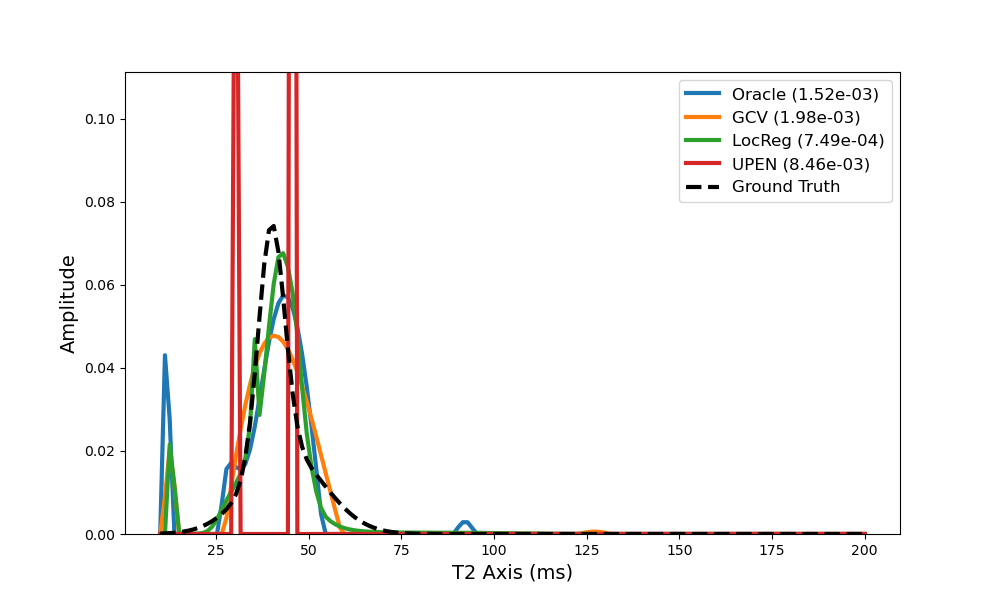 0.10
0.08
0.06
0.04
0.02
0.00
Amplitude
25
50
75
100
125
150
175
200
T2 Axis (ms)
Oracle (1.52e-03)
GCV (1.98e-03)
LocReg (7.49e-04)
UPEN (8.46e-03)
Ground Truth